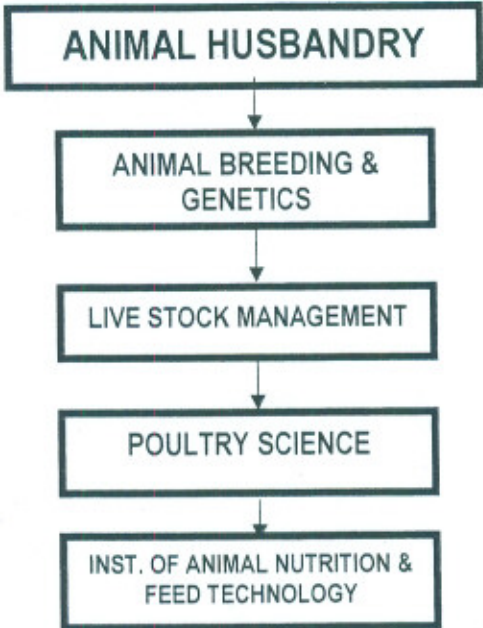 ANIMAL HUSBANDRY
ANIMAL BREEDING &
GENETICS
LIVE STOCK MANAGEMENT
POULTRY SCIENCE
INST. OF ANIMAL NUTRITION &
FEED TECHNOLOGY